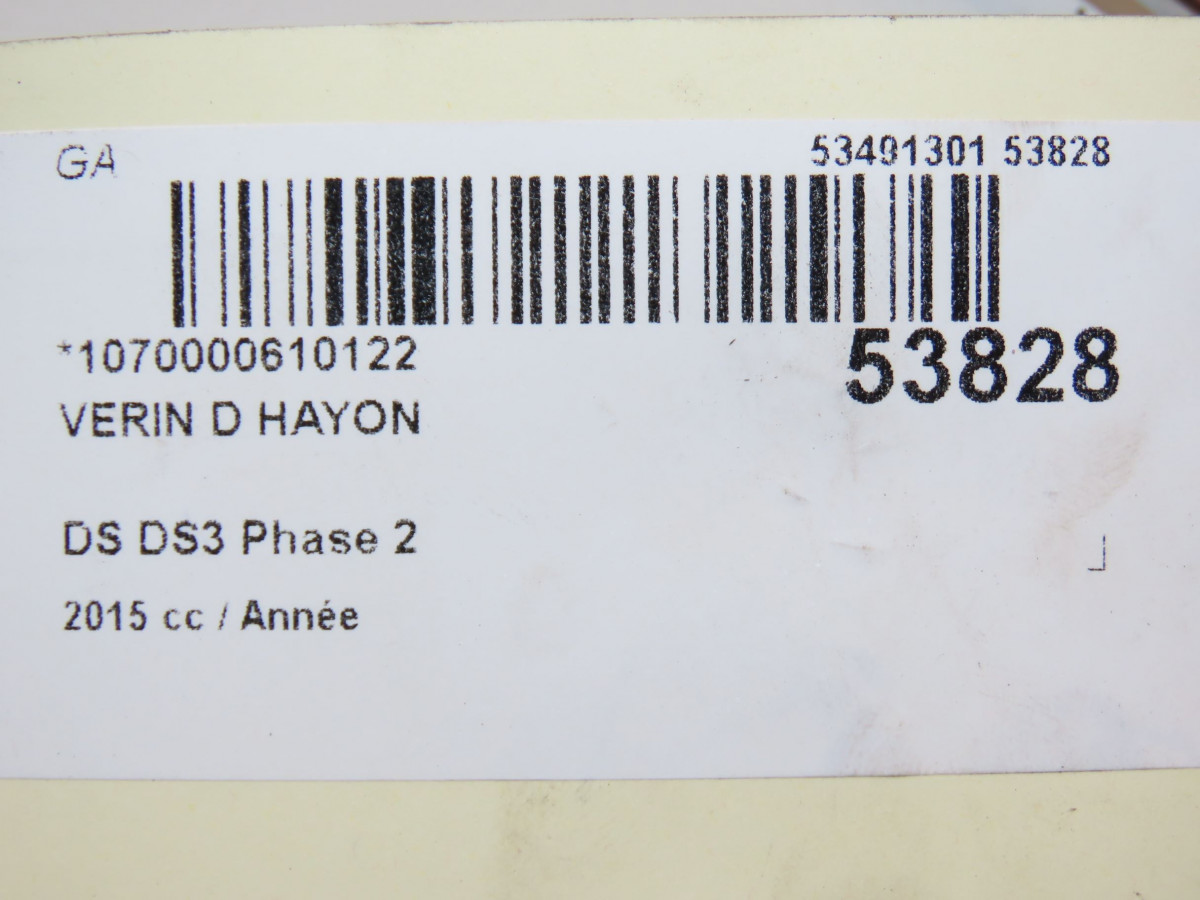 GA
53491301 53828
*1070000610122
53828
VERIN D HAYON
DS DS3 Phase 2
2015 cc / Année